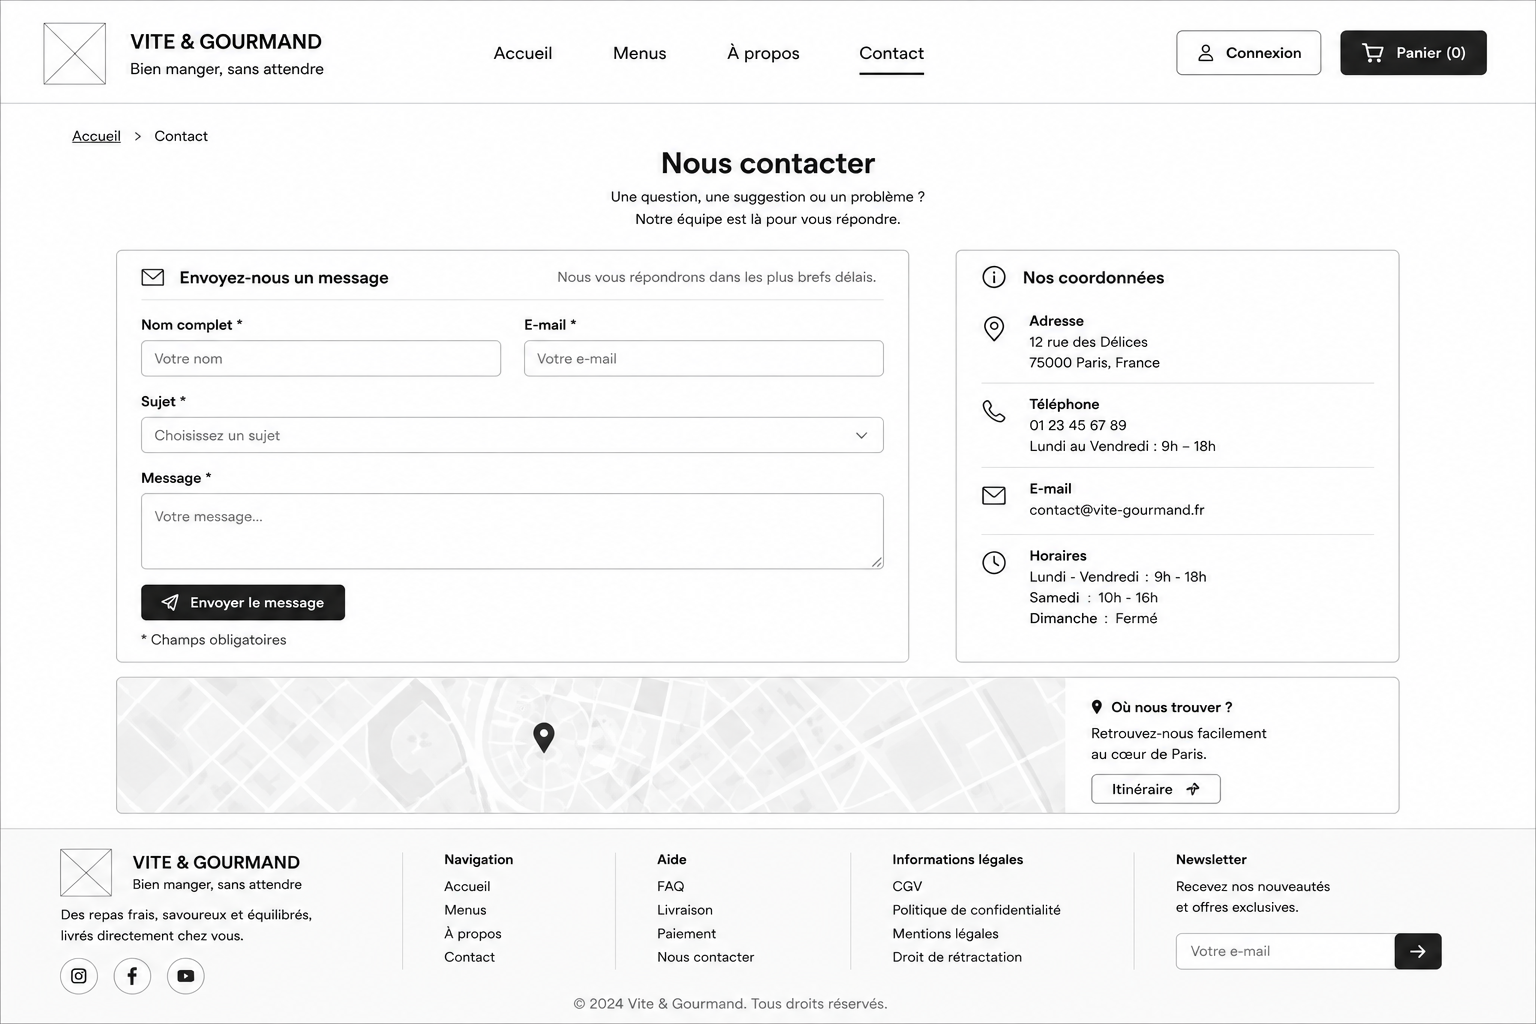 VITE & GOURMAND
Bien manger, sans attendre
Accueil
Menus
À propos
Contact
Connexion
Panier (0)
Accueil > Contact
Nous contacter
Une question, une suggestion ou un problème ?
Notre équipe est là pour vous répondre.
Envoyez-nous un message
Nous vous répondrons dans les plus brefs délais.
Nom complet *
Votre nom
E-mail *
Votre e-mail
Sujet *
Choisissez un sujet
Message *
Votre message...
Envoyer le message
* Champs obligatoires
Nos coordonnées
Adresse
12 rue des Délices
75000 Paris, France
Téléphone
01 23 45 67 89
Lundi au Vendredi : 9h – 18h
E-mail
contact@vite-gourmand.fr
Horaires
Lundi - Vendredi : 9h - 18h
Samedi : 10h - 16h
Dimanche : Fermé
Où nous trouver ?
Retrouvez-nous facilement
au cœur de Paris.
Itinéraire
VITE & GOURMAND
Bien manger, sans attendre
Des repas frais, savoureux et équilibrés,
livrés directement chez vous.
Navigation
Accueil
Menus
À propos
Contact
Aide
FAQ
Livraison
Paiement
Nous contacter
Informations légales
CGV
Politique de confidentialité
Mentions légales
Droit de rétractation
Newsletter
Recevez nos nouveautés
et offres exclusives.
Votre e-mail
© 2024 Vite & Gourmand. Tous droits réservés.